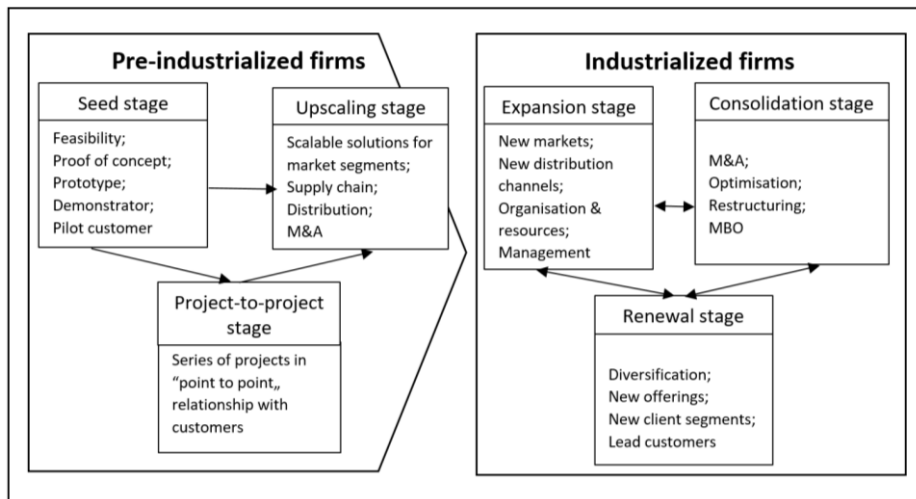 Pre-industrialized firms
Seed stage
Feasibility;
Proof of concept;
Prototype;
Demonstrator;
Pilot customer
Upscaling stage
Scalable solutions for
market segments;
Supply chain;
Distribution;
M&A
Project-to-project
stage
Series of projects in
“point to point„
relationship with
customers
Industrialized firms
Expansion stage
New markets;
New distribution
channels;
Organisation &
resources;
Management
Consolidation stage
M&A;
Optimisation;
Restructuring;
MBO
Renewal stage
Diversification;
New offerings;
New client segments;
Lead customers